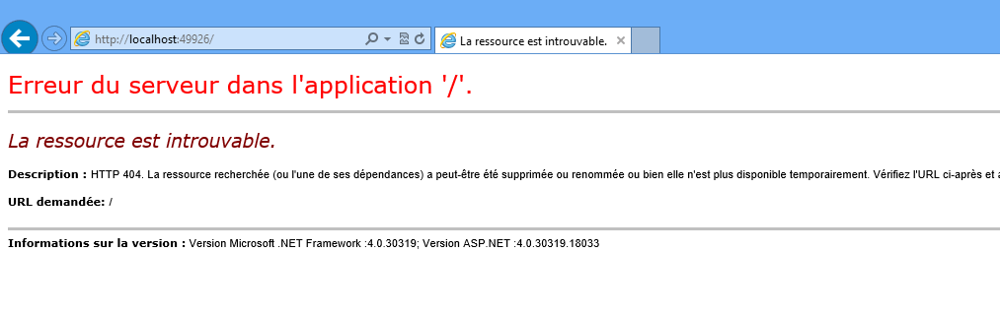 http://localhost:49926/
La ressource est introuvable.
Erreur du serveur dans l'application '/'.
La ressource est introuvable.
Description : HTTP 404. La ressource recherchée (ou l'une de ses dépendances) a peut-être été supprimée ou renommée ou bien elle n'est plus disponible temporairement. Vérifiez l'URL ci-après et
URL demandée: /
Informations sur la version : Version Microsoft .NET Framework :4.0.30319; Version ASP.NET :4.0.30319.18033